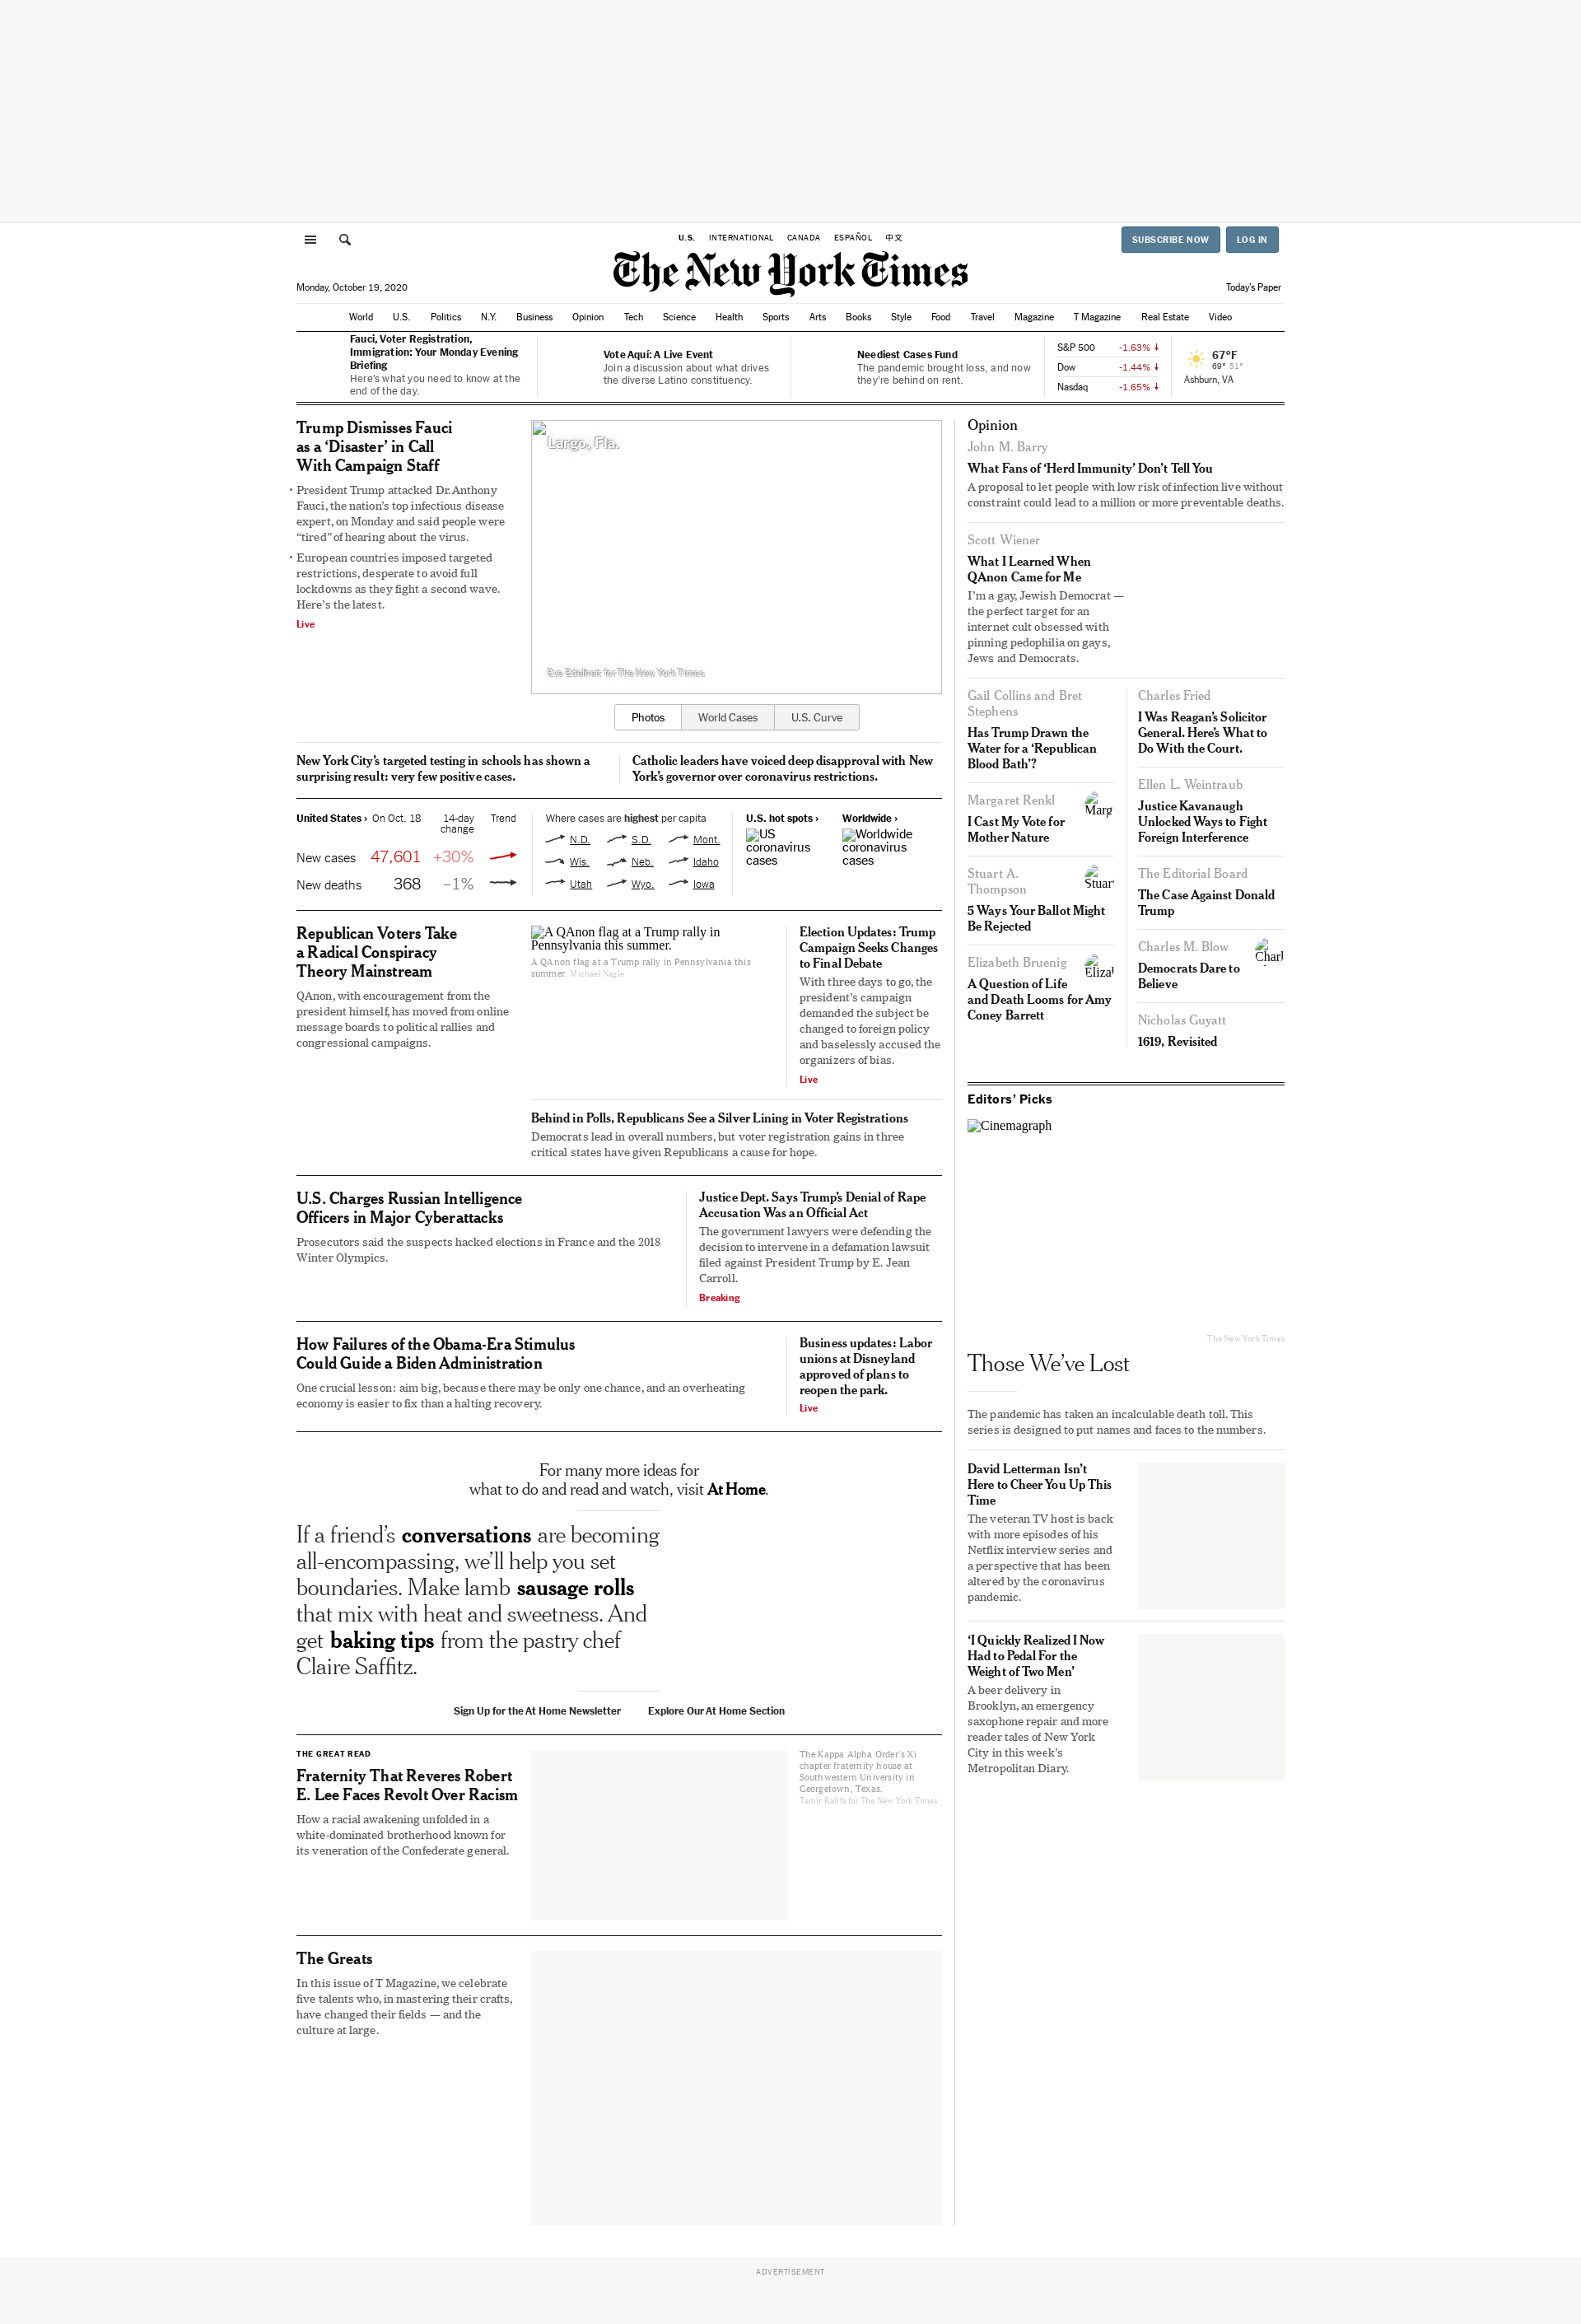 U.S. INTERNATIONAL CANADA ESPAÑOL 中文
SUBSCRIBE NOW LOG IN
The New York Times
Monday, October 19, 2020
Today's Paper
World U.S. Politics N.Y. Business Opinion Tech Science Health Sports Arts Books Style Food Travel Magazine T Magazine Real Estate Video
Fauci, Voter Registration,
Immigration: Your Monday Evening
Briefing
Here's what you need to know at the
end of the day.
Vote Aquí: A Live Event
Join a discussion about what drives
the diverse Latino constituency.
Neediest Cases Fund
The pandemic brought loss, and now
they're behind on rent.
S&P 500 -1.63%
Dow -1.44%
Nasdaq -1.65%
67°F
69° 51°
Ashburn, VA
Trump Dismisses Fauci
as a ‘Disaster’ in Call
With Campaign Staff
• President Trump attacked Dr. Anthony
Fauci, the nation’s top infectious disease
expert, on Monday and said people were
“tired” of hearing about the virus.
• European countries imposed targeted
restrictions, desperate to avoid full
lockdowns as they fight a second wave.
Here’s the latest.
Live
Largo, Fla.
Eve Edelheit for The New York Times
Photos World Cases U.S. Curve
New York City’s targeted testing in schools has shown a
surprising result: very few positive cases.
Catholic leaders have voiced deep disapproval with New
York’s governor over coronavirus restrictions.
United States › On Oct. 18 14-day
change Trend
New cases 47,601 +30%
New deaths 368 –1%
Where cases are highest per capita
N.D. S.D. Mont.
Wis. Neb. Idaho
Utah Wyo. Iowa
U.S. hot spots ›
US
coronavirus
cases
Worldwide ›
Worldwide
coronavirus
cases
Republican Voters Take
a Radical Conspiracy
Theory Mainstream
QAnon, with encouragement from the
president himself, has moved from online
message boards to political rallies and
congressional campaigns.
A QAnon flag at a Trump rally in
Pennsylvania this summer.
A QAnon flag at a Trump rally in Pennsylvania this
summer. Michael Nagle
Election Updates: Trump
Campaign Seeks Changes
to Final Debate
With three days to go, the
president’s campaign
demanded the subject be
changed to foreign policy
and baselessly accused the
organizers of bias.
Live
Behind in Polls, Republicans See a Silver Lining in Voter Registrations
Democrats lead in overall numbers, but voter registration gains in three
critical states have given Republicans a cause for hope.
U.S. Charges Russian Intelligence
Officers in Major Cyberattacks
Prosecutors said the suspects hacked elections in France and the 2018
Winter Olympics.
Justice Dept. Says Trump’s Denial of Rape
Accusation Was an Official Act
The government lawyers were defending the
decision to intervene in a defamation lawsuit
filed against President Trump by E. Jean
Carroll.
Breaking
How Failures of the Obama-Era Stimulus
Could Guide a Biden Administration
One crucial lesson: aim big, because there may be only one chance, and an overheating
economy is easier to fix than a halting recovery.
Business updates: Labor
unions at Disneyland
approved of plans to
reopen the park.
Live
For many more ideas for
what to do and read and watch, visit At Home.
If a friend’s conversations are becoming
all-encompassing, we’ll help you set
boundaries. Make lamb sausage rolls
that mix with heat and sweetness. And
get baking tips from the pastry chef
Claire Saffitz.
Sign Up for the At Home Newsletter Explore Our At Home Section
THE GREAT READ
Fraternity That Reveres Robert
E. Lee Faces Revolt Over Racism
How a racial awakening unfolded in a
white-dominated brotherhood known for
its veneration of the Confederate general.
The Kappa Alpha Order’s Xi
chapter fraternity house at
Southwestern University in
Georgetown, Texas.
Tamir Kalifa for The New York Times
The Greats
In this issue of T Magazine, we celebrate
five talents who, in mastering their crafts,
have changed their fields — and the
culture at large.
Opinion
John M. Barry
What Fans of ‘Herd Immunity’ Don’t Tell You
A proposal to let people with low risk of infection live without
constraint could lead to a million or more preventable deaths.
Scott Wiener
What I Learned When
QAnon Came for Me
I’m a gay, Jewish Democrat —
the perfect target for an
internet cult obsessed with
pinning pedophilia on gays,
Jews and Democrats.
Gail Collins and Bret
Stephens
Has Trump Drawn the
Water for a ‘Republican
Blood Bath’?
Margaret Renkl
Marg
I Cast My Vote for
Mother Nature
Stuart A.
Thompson
Stuart
5 Ways Your Ballot Might
Be Rejected
Elizabeth Bruenig
Elizal
A Question of Life
and Death Looms for Amy
Coney Barrett
Charles Fried
I Was Reagan’s Solicitor
General. Here’s What to
Do With the Court.
Ellen L. Weintraub
Justice Kavanaugh
Unlocked Ways to Fight
Foreign Interference
The Editorial Board
The Case Against Donald
Trump
Charles M. Blow
Charl
Democrats Dare to
Believe
Nicholas Guyatt
1619, Revisited
Editors’ Picks
Cinemagraph
The New York Times
Those We’ve Lost
The pandemic has taken an incalculable death toll. This
series is designed to put names and faces to the numbers.
David Letterman Isn’t
Here to Cheer You Up This
Time
The veteran TV host is back
with more episodes of his
Netflix interview series and
a perspective that has been
altered by the coronavirus
pandemic.
‘I Quickly Realized I Now
Had to Pedal For the
Weight of Two Men’
A beer delivery in
Brooklyn, an emergency
saxophone repair and more
reader tales of New York
City in this week’s
Metropolitan Diary.
ADVERTISEMENT